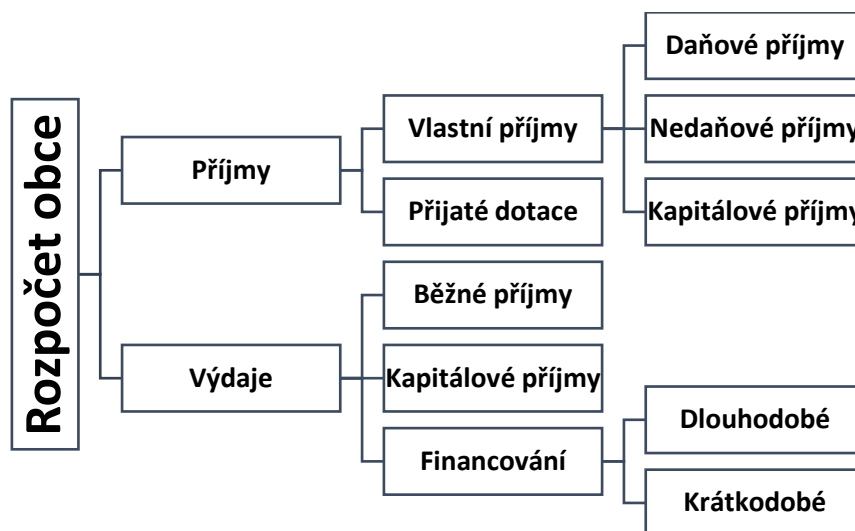 Rozpočet obce
Příjmy
Vlastní příjmy
Daňové příjmy
Nedaňové příjmy
Kapitálové příjmy
Přijaté dotace
Výdaje
Běžné příjmy
Kapitálové příjmy
Financování
Dlouhodobé
Krátkodobé